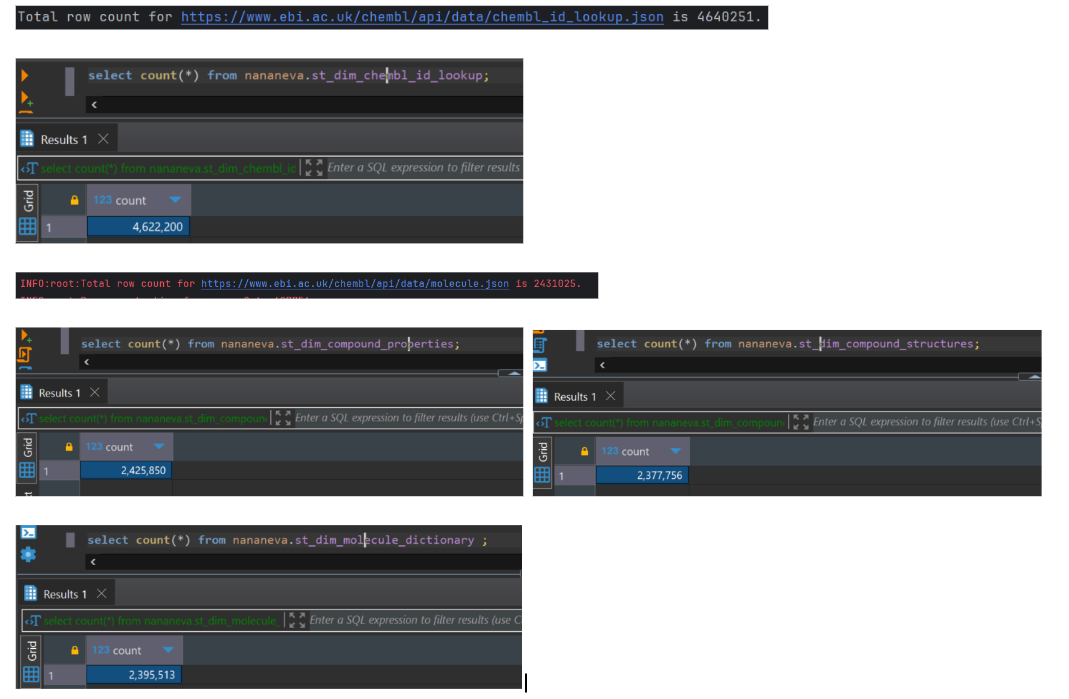 Total row count for https://www.ebi.ac.uk/chembl/api/data/chembl_id_lookup.json is 4640251.
select count(*) from nananeva.st_dim_chembl_id_lookup;
Results 1
select count(*) from nananeva.st_dim_chembl_ic
Enter a SQL expression to filter results
Grid
123 count
1
4,622,200
INFO:root:Total row count for https://www.ebi.ac.uk/chembl/api/data/molecule.json is 2431025.
select count(*) from nananeva.st_dim_compound_properties;
Results 1
select count(*) from nananeva.st_dim_compoun
Enter a SQL expression to filter results (use Ctrl+Sp
Grid
123 count
1
2,425,850
select count(*) from nananeva.st_dim_compound_structures;
Results 1
select count(*) from nananeva.st_dim_compoun
Enter a SQL expression to filter results (use Ctrl+S
Grid
123 count
1
2,377,756
select count(*) from nananeva.st_dim_molecule_dictionary ;
Results 1
select count(*) from nananeva.st_dim_molecule_
Enter a SQL expression to filter results (use C
Grid
123 count
1
2,395,513